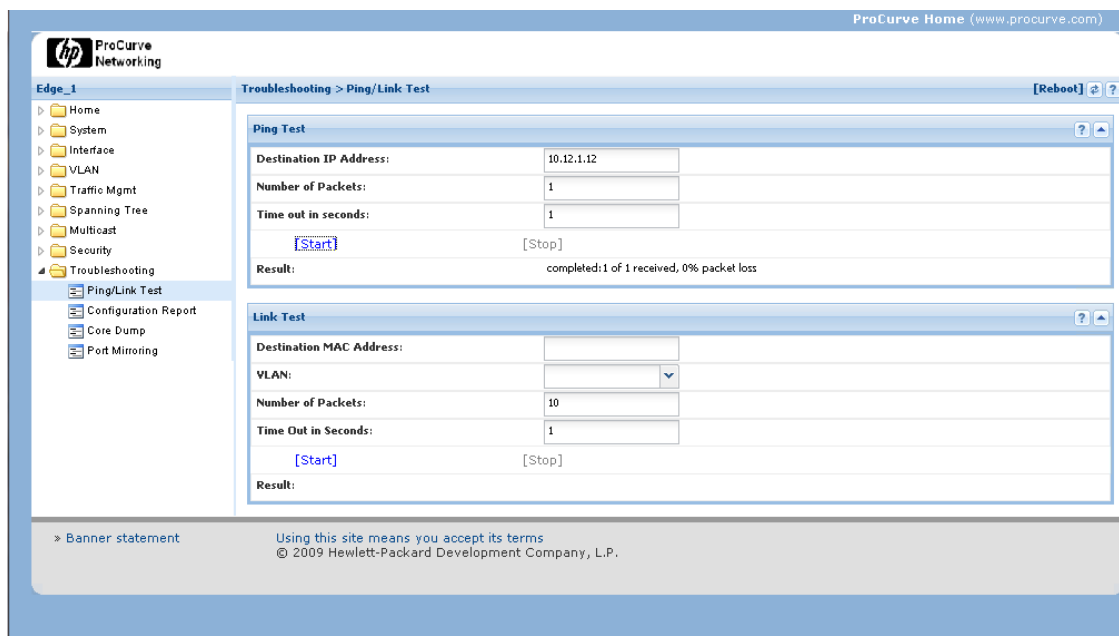 ProCurve Home (www.procurve.com)
hp ProCurve Networking
Edge_1
Home
System
Interface
VLAN
Traffic Mgmt
Spanning Tree
Multicast
Security
Troubleshooting
Ping/Link Test
Configuration Report
Core Dump
Port Mirroring
Troubleshooting > Ping/Link Test
[Reboot] ?
Ping Test ?
Destination IP Address: 10.12.1.12
Number of Packets: 1
Time out in seconds: 1
[Start] [Stop]
Result: completed:1 of 1 received, 0% packet loss
Link Test ?
Destination MAC Address:
VLAN:
Number of Packets: 10
Time Out in Seconds: 1
[Start] [Stop]
Result:
» Banner statement
Using this site means you accept its terms
© 2009 Hewlett-Packard Development Company, L.P.